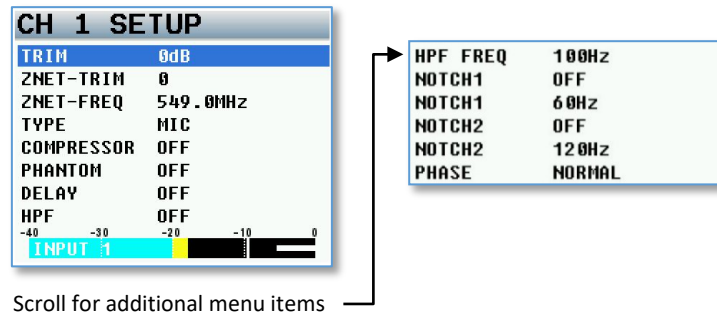 CH 1 SETUP
TRIM 0dB
ZNET-TRIM 0
ZNET-FREQ 549.0MHz
TYPE MIC
COMPRESSOR OFF
PHANTOM OFF
DELAY OFF
HPF OFF
-40 -30 -20 -10 0
INPUT 1
HPF FREQ 100Hz
NOTCH1 OFF
NOTCH1 60Hz
NOTCH2 OFF
NOTCH2 120Hz
PHASE NORMAL
Scroll for additional menu items